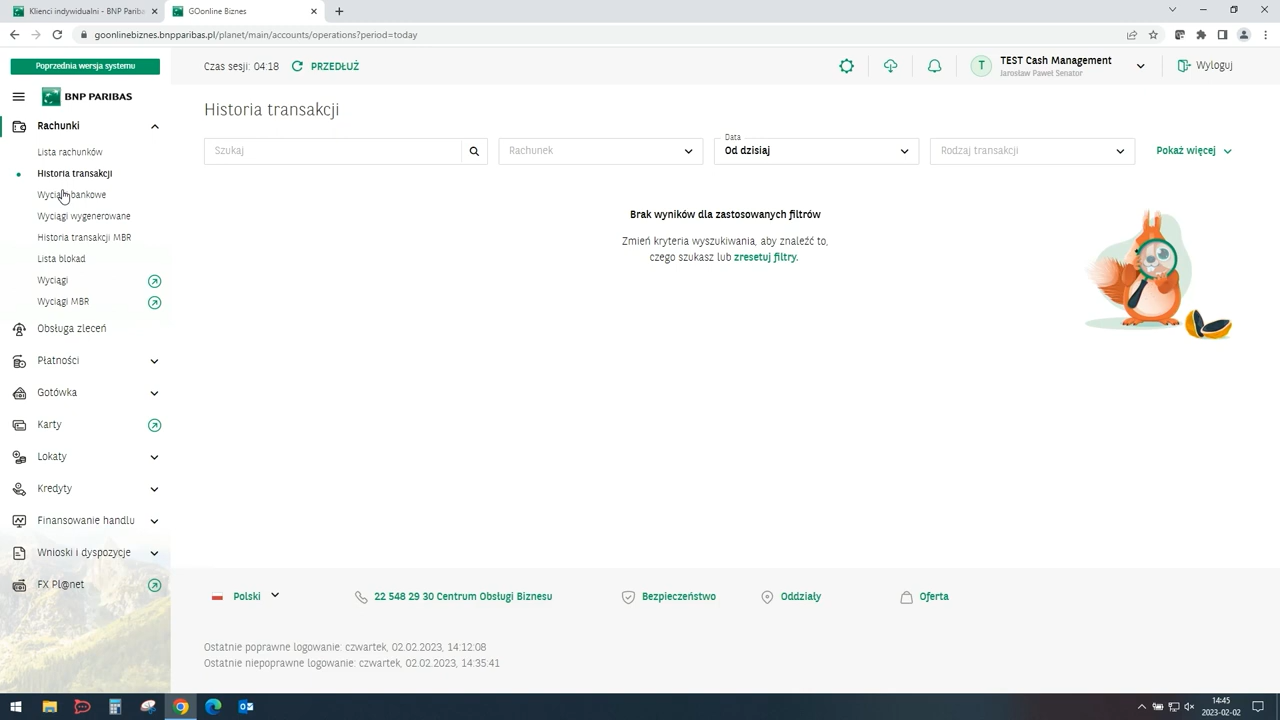 Klienci indywidualni - BNP Pariba
GOonline Biznes
goonlinebiznes.bnpparibas.pl/planet/main/accounts/operations?period=today
Poprzednia wersja systemu
Czas sesji: 04:18
PRZEDŁUŻ
T
TEST Cash Management
Jarosław Paweł Senator
Wyloguj
BNP PARIBAS
Rachunki
Lista rachunków
Historia transakcji
Wyciągi bankowe
Wyciągi wygenerowane
Historia transakcji MBR
Lista blokad
Wyciągi
Wyciągi MBR
Obsługa zleceń
Płatności
Gotówka
Karty
Lokaty
Kredyty
Finansowanie handlu
Wnioski i dyspozycje
FX Pl@net
Historia transakcji
Szukaj
Rachunek
Data
Od dzisiaj
Rodzaj transakcji
Pokaż więcej
Brak wyników dla zastosowanych filtrów
Zmień kryteria wyszukiwania, aby znaleźć to,
czego szukasz lub zresetuj filtry.
Polski
22 548 29 30 Centrum Obsługi Biznesu
Bezpieczeństwo
Oddziały
Oferta
Ostatnie poprawne logowanie: czwartek, 02.02.2023, 14:12:08
Ostatnie niepoprawne logowanie: czwartek, 02.02.2023, 14:35:41
14:45
2023-02-02